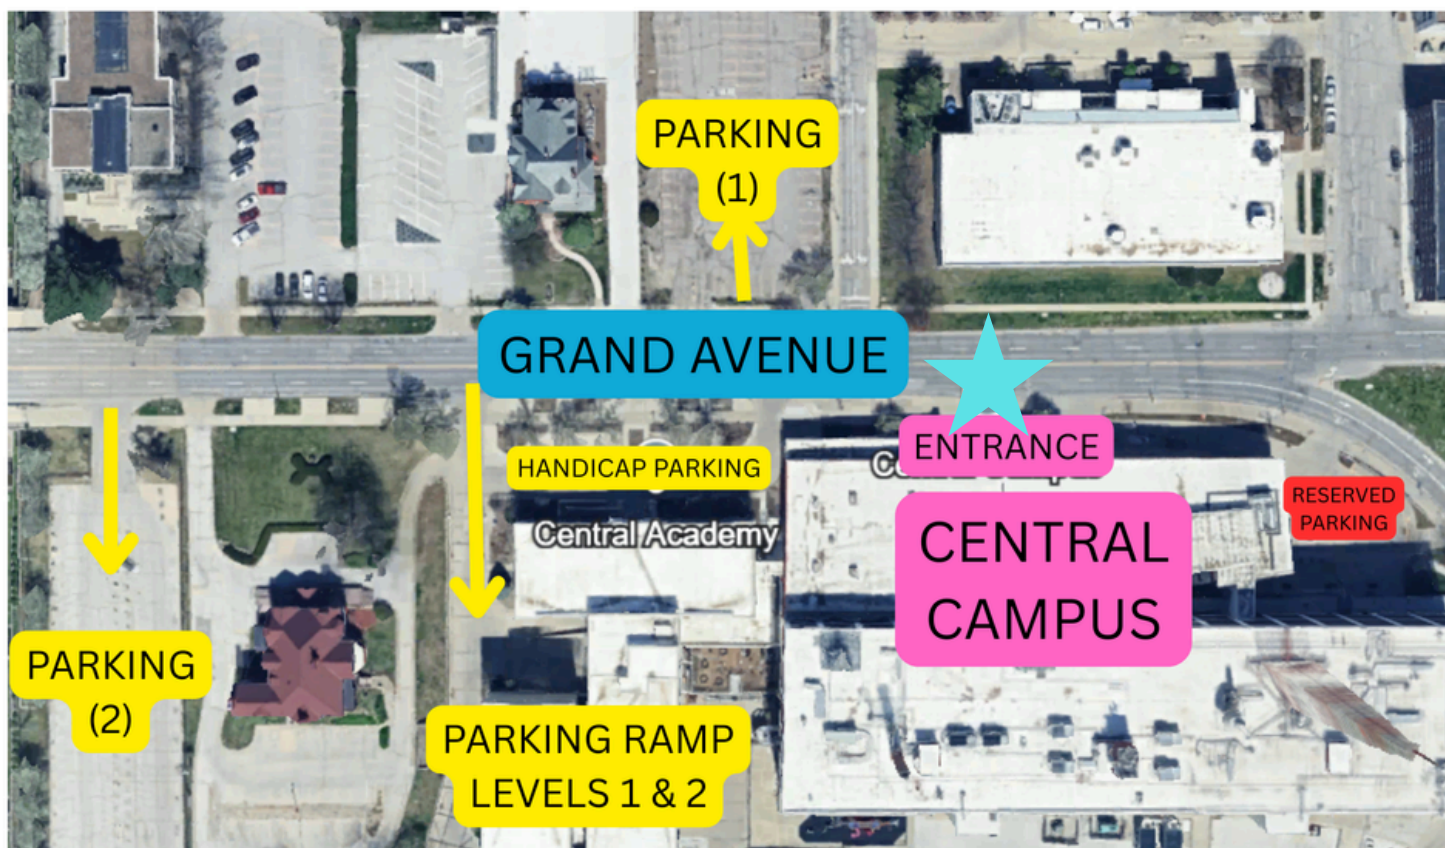 PARKING
(1)
GRAND AVENUE
ENTRANCE
HANDICAP PARKING
RESERVED
PARKING
Central Academy
CENTRAL
CAMPUS
PARKING
(2)
PARKING RAMP
LEVELS 1 & 2